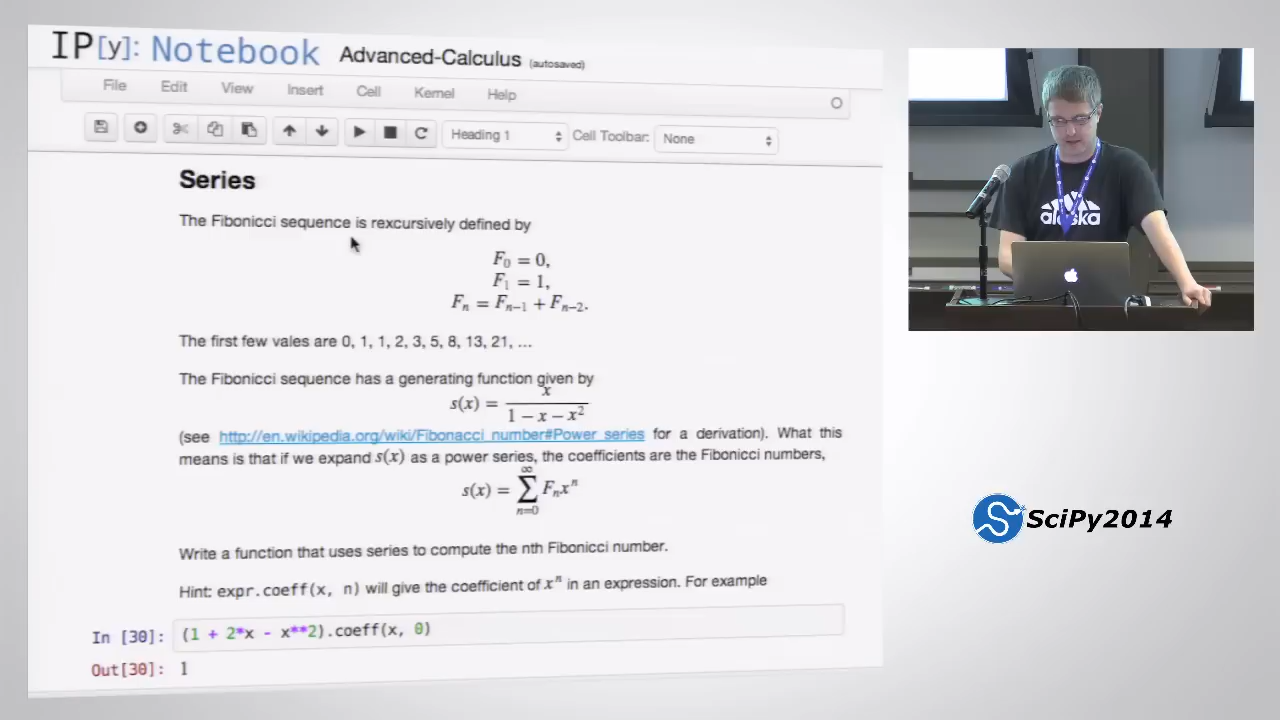 IP[y]: Notebook Advanced-Calculus (autosaved)
File Edit View Insert Cell Kernel Help
Heading 1 Cell Toolbar: None
Series
The Fibonicci sequence is rexcursively defined by
F₀ = 0,
F₁ = 1,
Fₙ = Fₙ₋₁ + Fₙ₋₂.
The first few vales are 0, 1, 1, 2, 3, 5, 8, 13, 21, ...
The Fibonicci sequence has a generating function given by
s(x) = x / (1 − x − x²)
(see http://en.wikipedia.org/wiki/Fibonacci_number#Power_series for a derivation). What this
means is that if we expand s(x) as a power series, the coefficients are the Fibonicci numbers,
s(x) = ∑ₙ₌₀^∞ Fₙxⁿ
Write a function that uses series to compute the nth Fibonicci number.
Hint: expr.coeff(x, n) will give the coefficient of xⁿ in an expression. For example
In [30]: (1 + 2*x - x**2).coeff(x, 0)
Out[30]: 1
alaska
SciPy2014